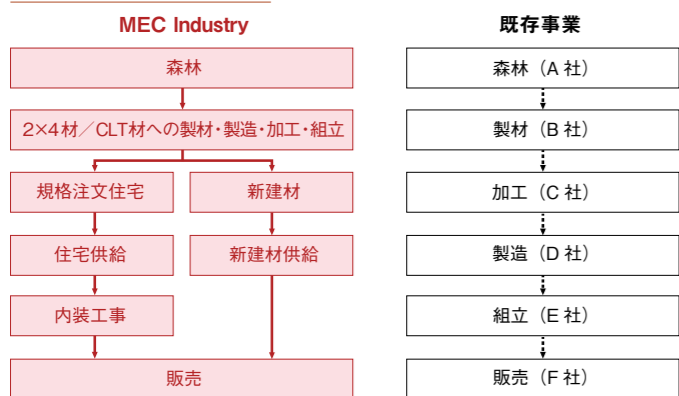 MEC Industry
森林
2×4材／CLT材への製材・製造・加工・組立
規格注文住宅
新建材
住宅供給
新建材供給
内装工事
販売
既存事業
森林（A 社）
製材（B 社）
加工（C 社）
製造（D 社）
組立（E 社）
販売（F 社）